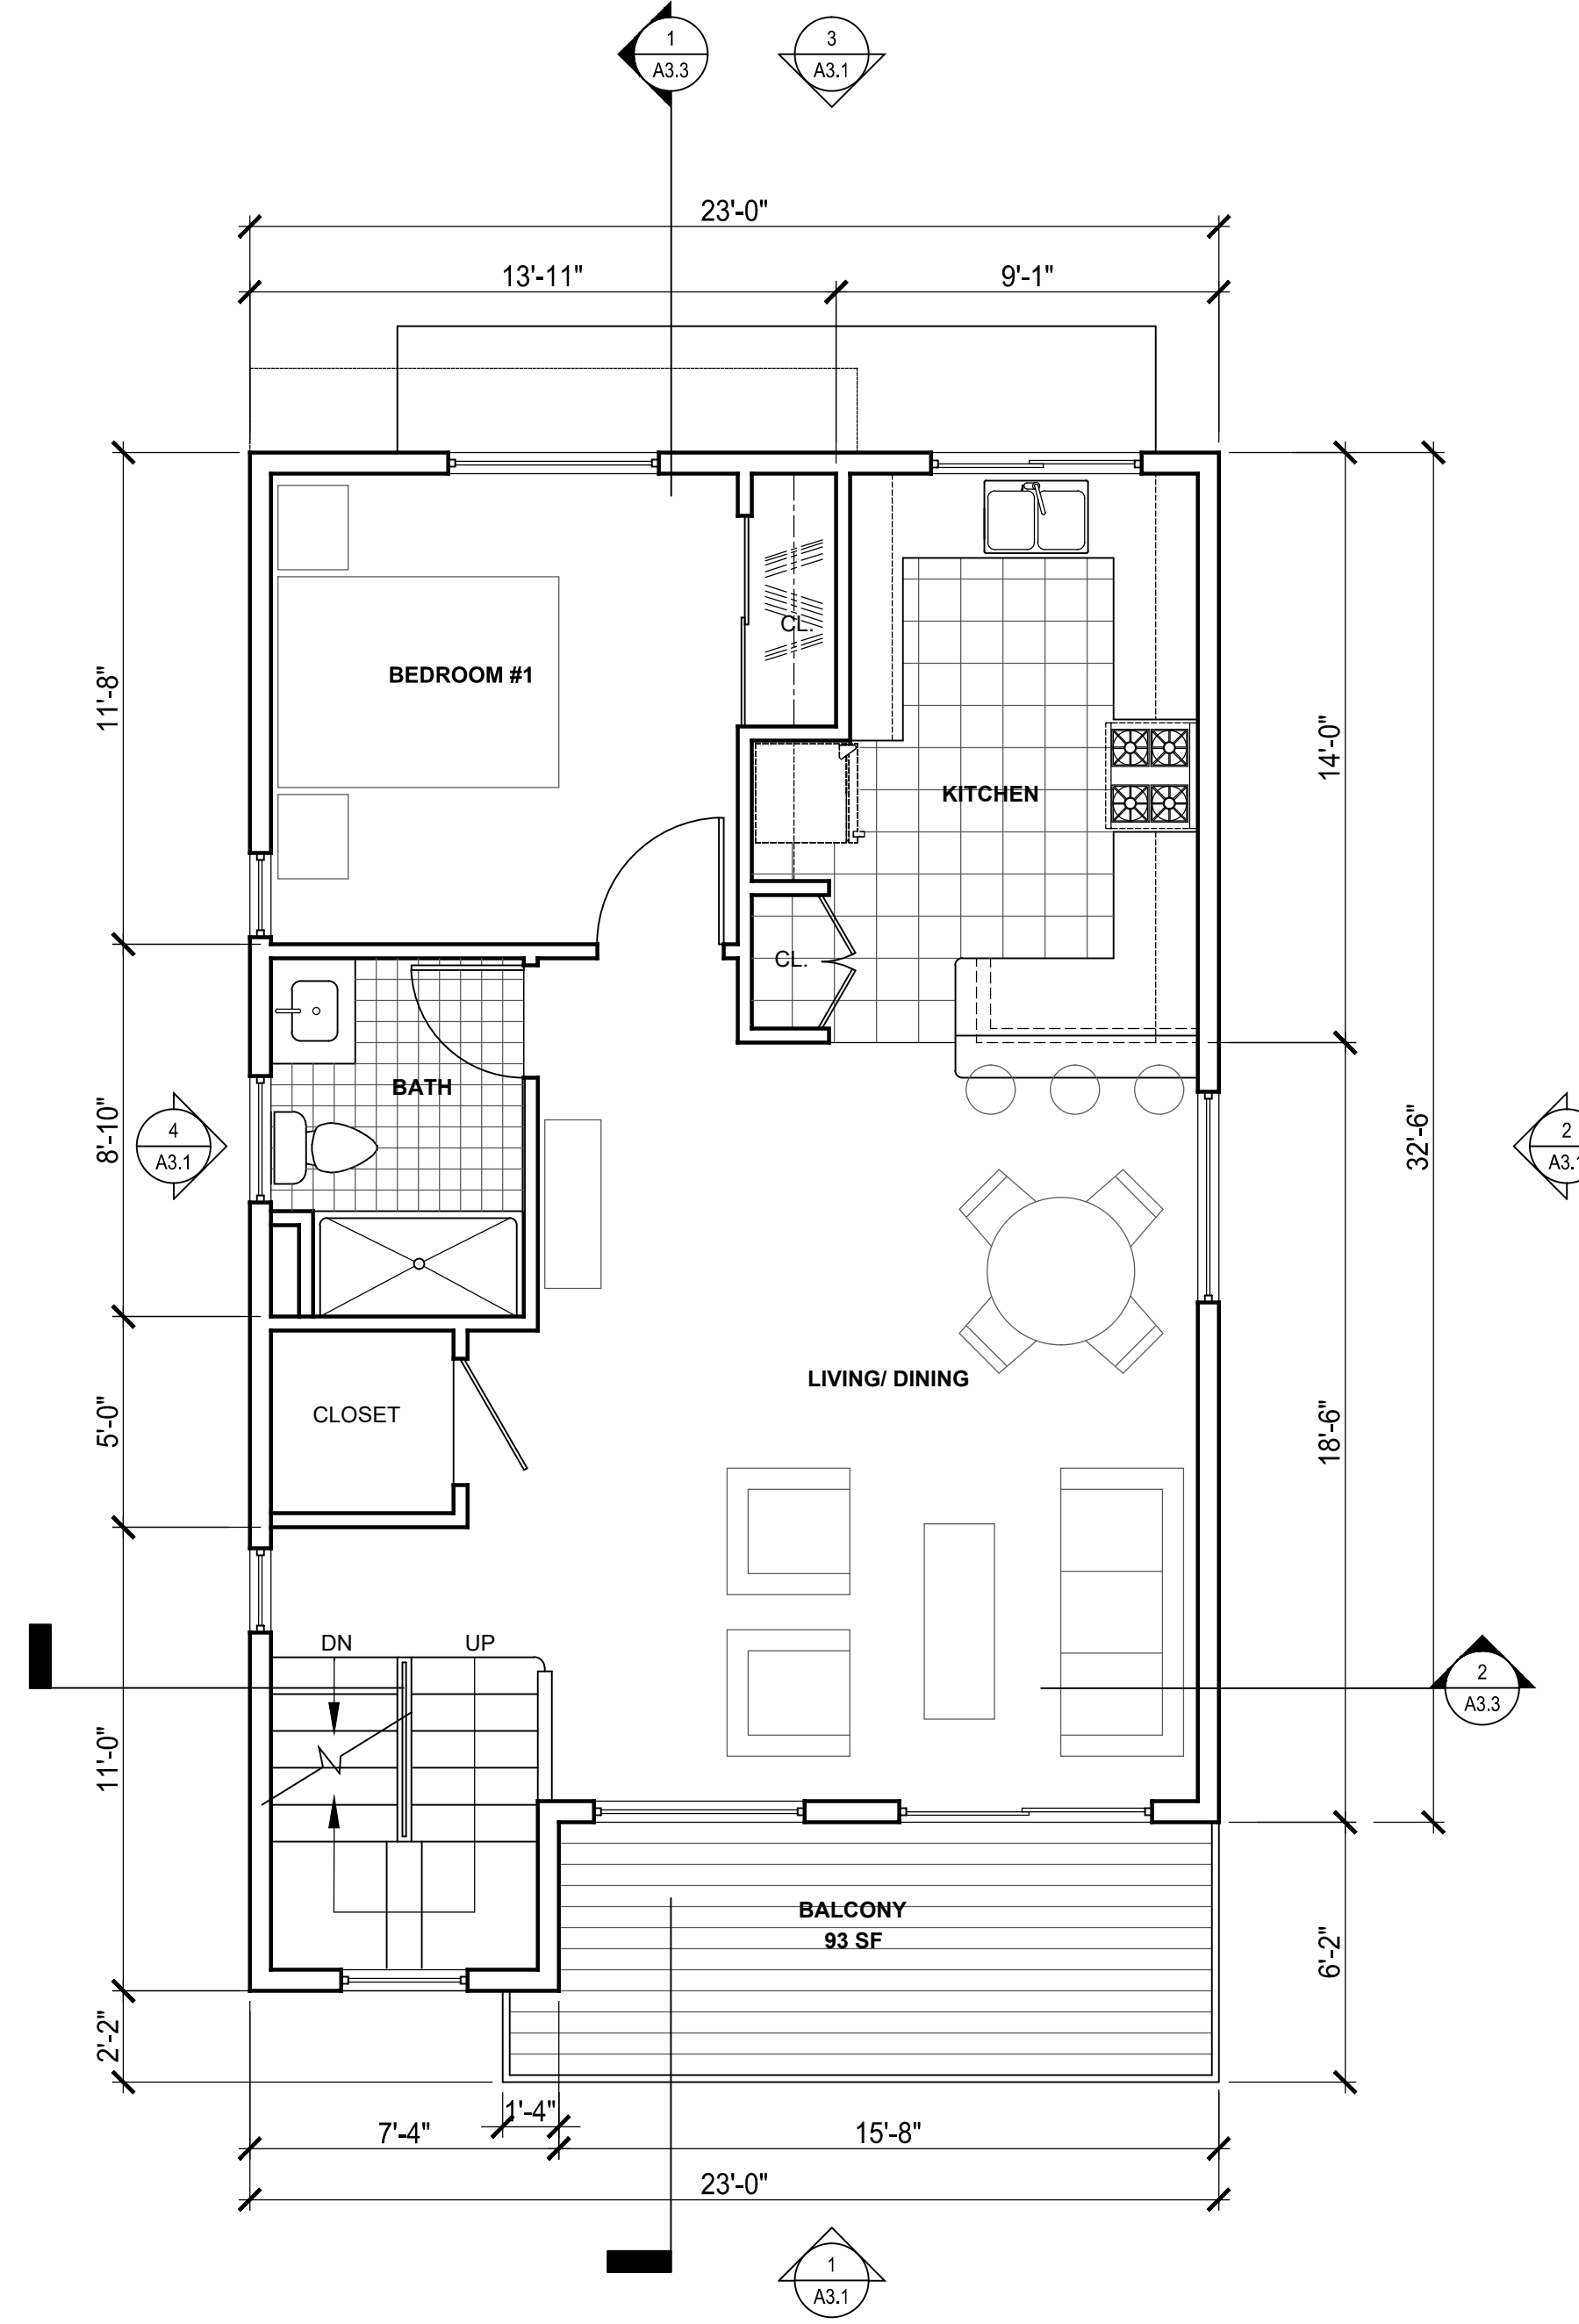 1
A3.3
3
A3.1
23'-0"
13'-11"
9'-1"
11'-8"
CL.
BEDROOM #1
14'-0"
KITCHEN
CL.
BATH
8'-10"
4
A3.1
32'-6"
2
A3.1
LIVING/ DINING
5'-0"
CLOSET
18'-6"
DN
UP
2
A3.3
11'-0"
BALCONY
93 SF
6'-2"
2'-2"
1'-4"
7'-4"
15'-8"
23'-0"
1
A3.1